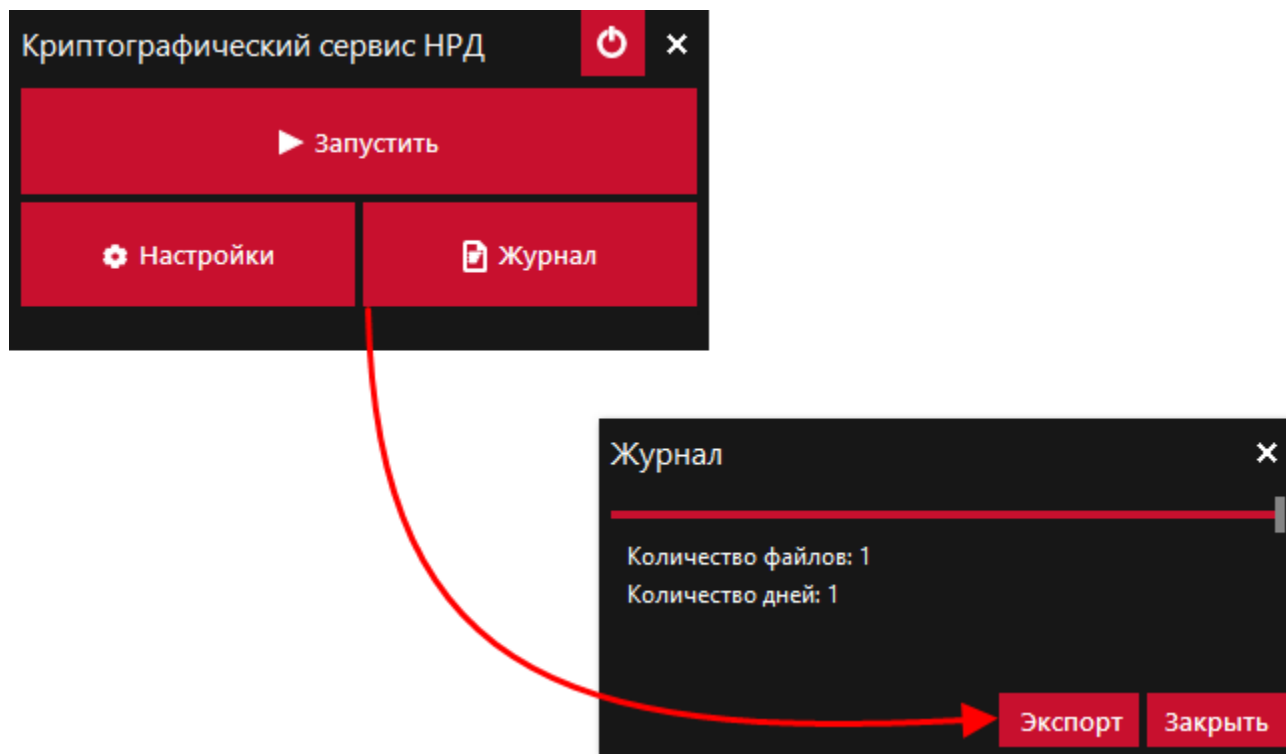 Криптографический сервис НРД
Запустить
Настройки
Журнал
Журнал
Количество файлов: 1
Количество дней: 1
Экспорт
Закрыть